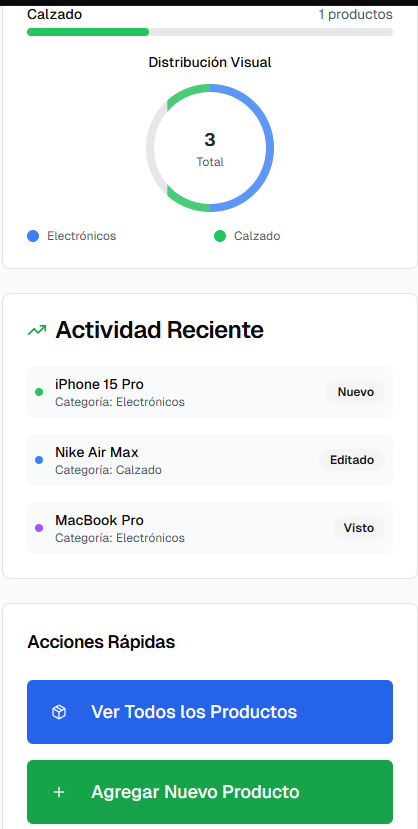 Calzado 1 productos
Distribución Visual
3
Total
Electrónicos Calzado
Actividad Reciente
iPhone 15 Pro
Categoría: Electrónicos
Nuevo
Nike Air Max
Categoría: Calzado
Editado
MacBook Pro
Categoría: Electrónicos
Visto
Acciones Rápidas
Ver Todos los Productos
Agregar Nuevo Producto